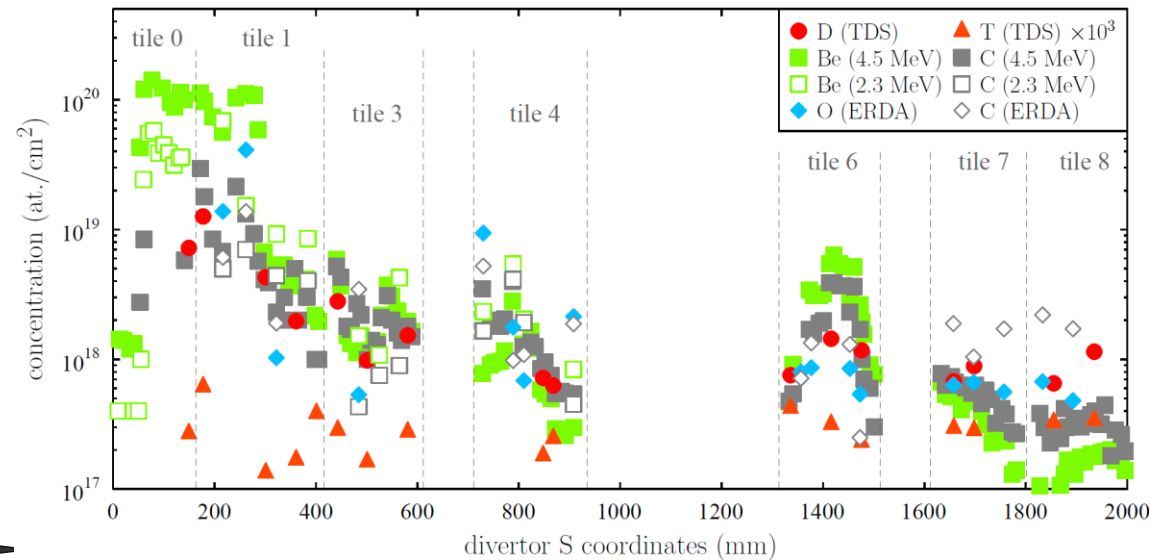 tile 0
tile 1
tile 3
tile 4
tile 6
tile 7
tile 8
D (TDS)
T (TDS) ×10³
Be (4.5 MeV)
C (4.5 MeV)
Be (2.3 MeV)
C (2.3 MeV)
O (ERDA)
C (ERDA)
concentration (at./cm²)
10²⁰
10¹⁹
10¹⁸
10¹⁷
0 200 400 600 800 1000 1200 1400 1600 1800 2000
divertor S coordinates (mm)